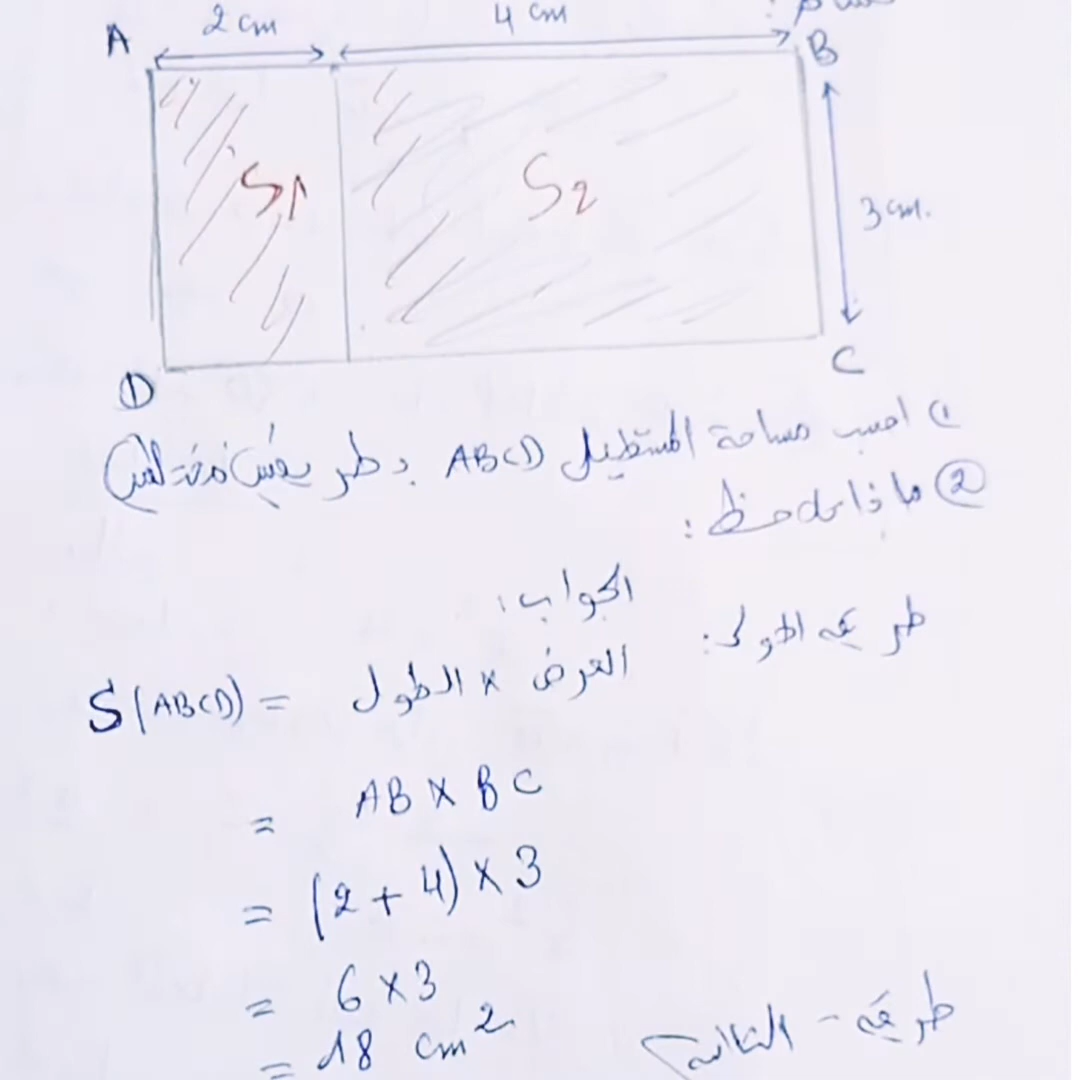 2 cm 4 cm
A B
S1 S2
3 cm.
D C
1) احسب مساحة المستطيل ABCD بطريقتين مختلفتين
② ماذا تلاحظ:
الجواب:
طريقة الاولى:
S(ABCD) = الطول x العرض
= AB x BC
= (2 + 4) x 3
= 6 x 3
= 18 cm²
طريقة - الثانية